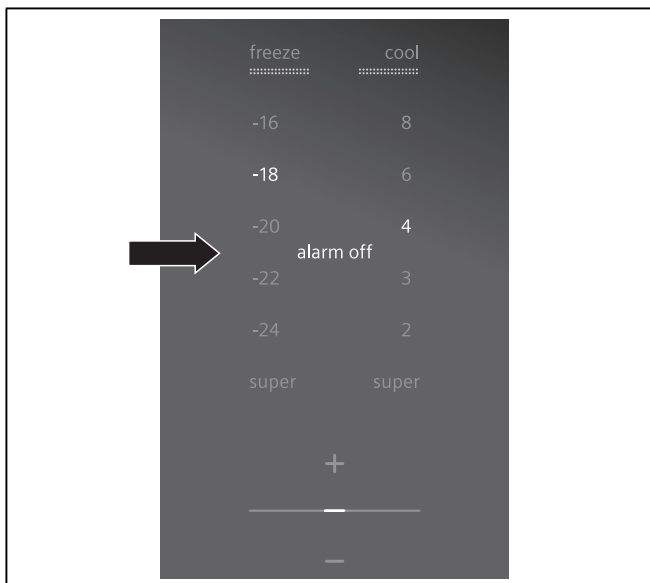 freeze cool
-16 8
-18 6
-20 4
alarm off
-22 3
-24 2
super super
+
−